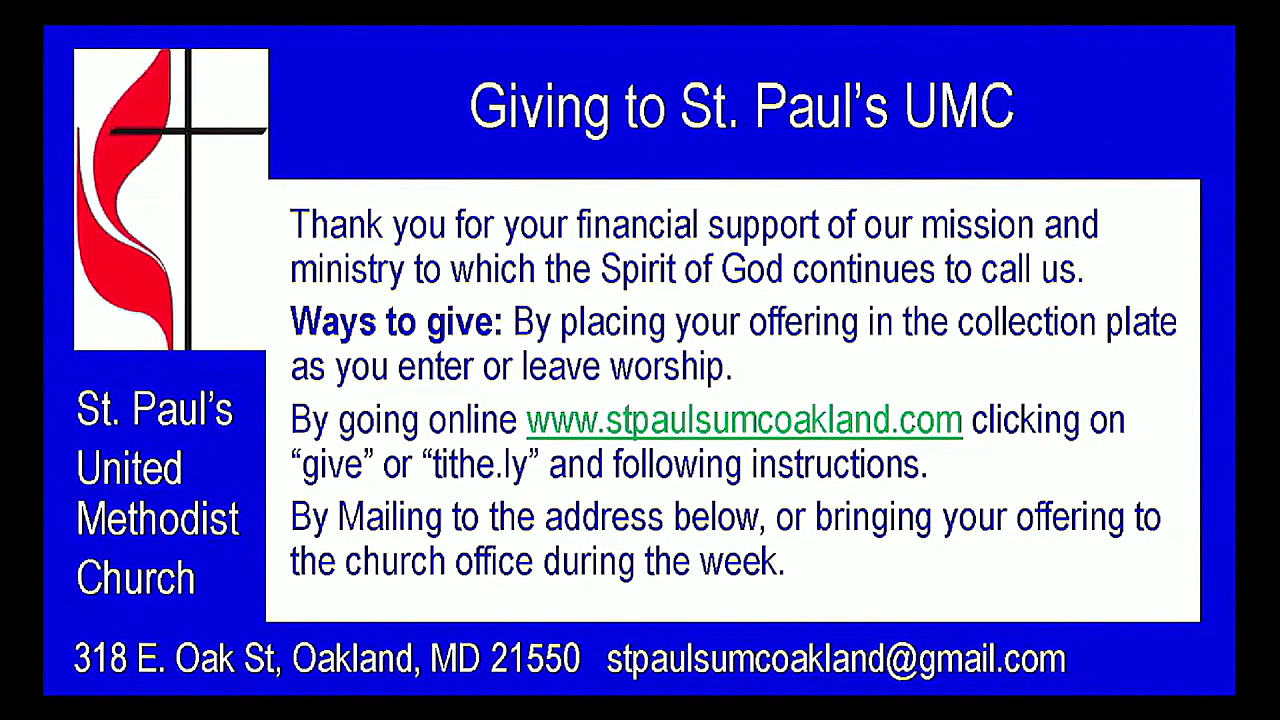 Giving to St. Paul’s UMC
Thank you for your financial support of our mission and
ministry to which the Spirit of God continues to call us.
Ways to give: By placing your offering in the collection plate
as you enter or leave worship.
By going online www.stpaulsumcoakland.com clicking on
“give” or “tithe.ly” and following instructions.
By Mailing to the address below, or bringing your offering to
the church office during the week.
St. Paul’s
United
Methodist
Church
318 E. Oak St, Oakland, MD 21550 stpaulsumcoakland@gmail.com